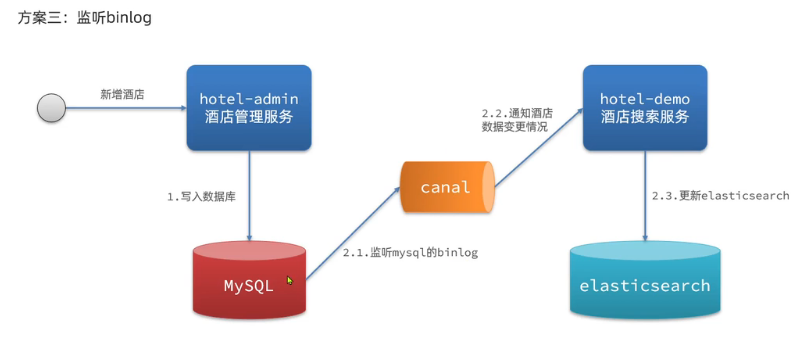 方案三：监听binlog
新增酒店
hotel-admin
酒店管理服务
hotel-demo
酒店搜索服务
2.2.通知酒店
数据变更情况
canal
1.写入数据库
2.3.更新elasticsearch
2.1.监听mysql的binlog
MySQL
elasticsearch